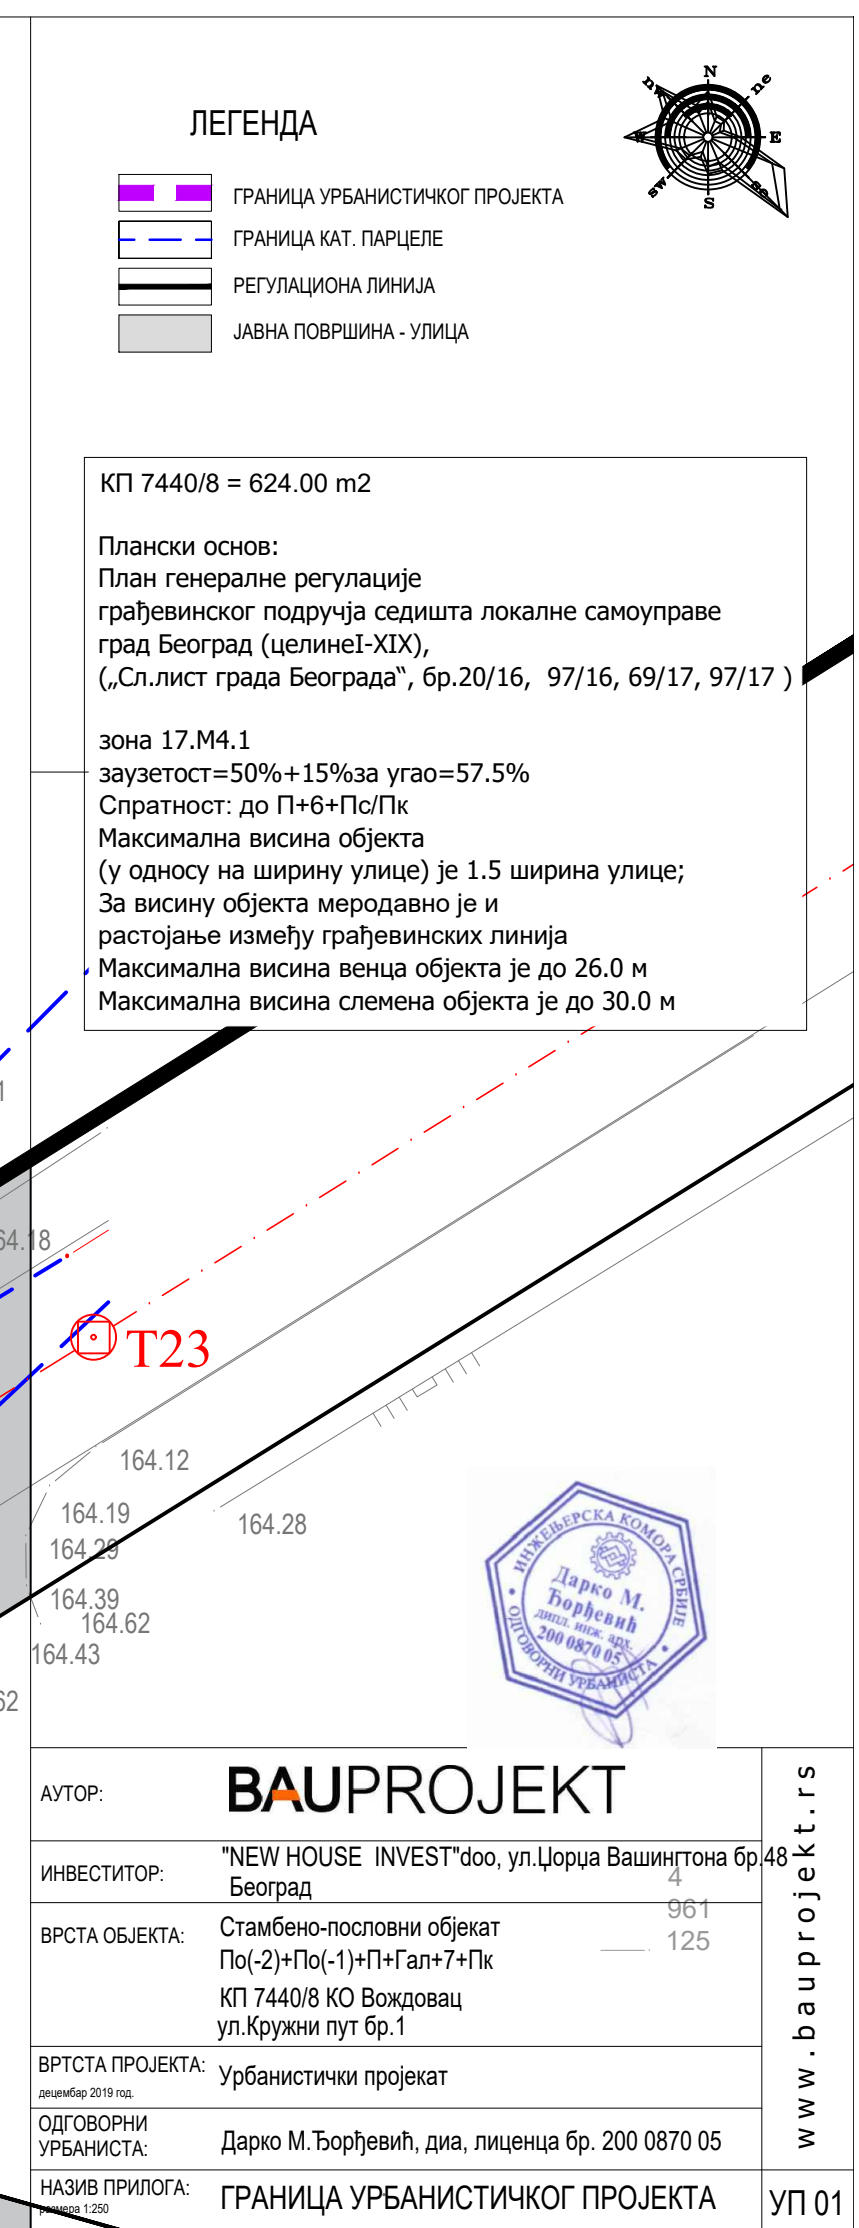 ЛЕГЕНДА
N
ne
E
se
S
sw
W
nw
ГРАНИЦА УРБАНИСТИЧКОГ ПРОЈЕКТА
ГРАНИЦА КАТ. ПАРЦЕЛЕ
РЕГУЛАЦИОНА ЛИНИЈА
ЈАВНА ПОВРШИНА - УЛИЦА
КП 7440/8 = 624.00 m2
Плански основ:
План генералне регулације
грађевинског подручја седишта локалне самоуправе
град Београд (целинеI-XIX),
(„Сл.лист града Београда“, бр.20/16, 97/16, 69/17, 97/17 )
зона 17.М4.1
заузетост=50%+15%за угао=57.5%
Спратност: до П+6+Пс/Пк
Максимална висина објекта
(у односу на ширину улице) је 1.5 ширина улице;
За висину објекта меродавно је и
растојање између грађевинских линија
Максимална висина венца објекта је до 26.0 м
Максимална висина слемена објекта је до 30.0 м
64.18
T23
164.12
164.19
164.28
164.29
164.39
164.62
164.43
62
ИНЖЕЊЕРСКА КОМОРА СРБИЈЕ
Дарко М.
Ђорђевић
дипл. инж. арх.
200 0870 05
ОДГОВОРНИ УРБАНИСТА
АУТОР:
BAUPROJEKT
ИНВЕСТИТОР:
"NEW HOUSE INVEST"doo, ул.Џорџа Вашингтона бр.48
Београд
4
961
125
ВРСТА ОБЈЕКТА:
Стамбено-пословни објекат
По(-2)+По(-1)+П+Гал+7+Пк
КП 7440/8 КО Вождовац
ул.Кружни пут бр.1
ВРТСТА ПРОЈЕКТА:
децембар 2019 год.
Урбанистички пројекат
ОДГОВОРНИ
УРБАНИСТА:
Дарко М.Ђорђевић, диа, лиценца бр. 200 0870 05
НАЗИВ ПРИЛОГА:
размера 1:250
ГРАНИЦА УРБАНИСТИЧКОГ ПРОЈЕКТА
УП 01
www.bauprojekt.rs